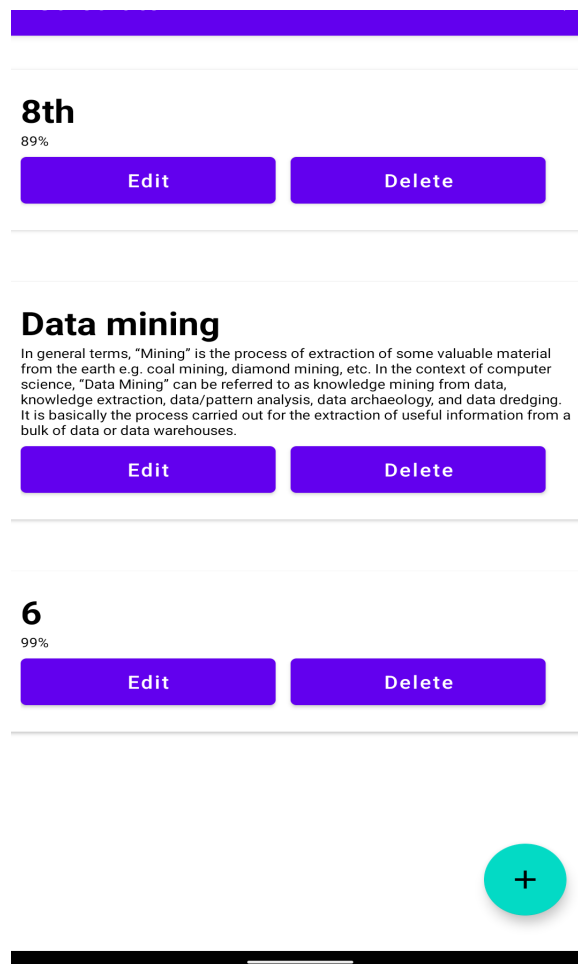 8th
89%
Edit Delete
Data mining
In general terms, “Mining” is the process of extraction of some valuable material
from the earth e.g. coal mining, diamond mining, etc. In the context of computer
science, “Data Mining” can be referred to as knowledge mining from data,
knowledge extraction, data/pattern analysis, data archaeology, and data dredging.
It is basically the process carried out for the extraction of useful information from a
bulk of data or data warehouses.
Edit Delete
6
99%
Edit Delete
+